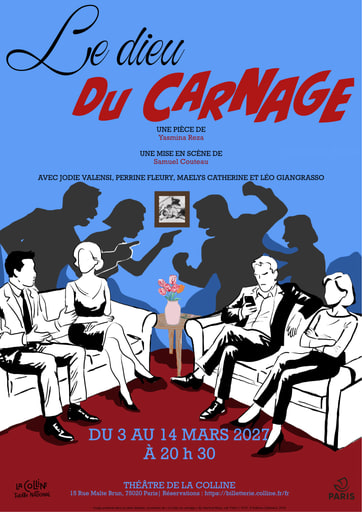 Le dieu
DU CARNAGE
UNE PIÈCE DE
Yasmina Reza
UNE MISE EN SCÈNE DE
Samuel Couteau
AVEC JODIE VALENSI, PERRINE FLEURY, MAELYS CATHERINE ET LÉO GIANGRASSO
DU 3 AU 14 MARS 2027
À 20 h 30
LA COLLINE
théâtre national
THÉÂTRE DE LA COLLINE
15 Rue Malte Brun, 75020 Paris| Réservations : https://billetterie.colline.fr/fr
PARIS